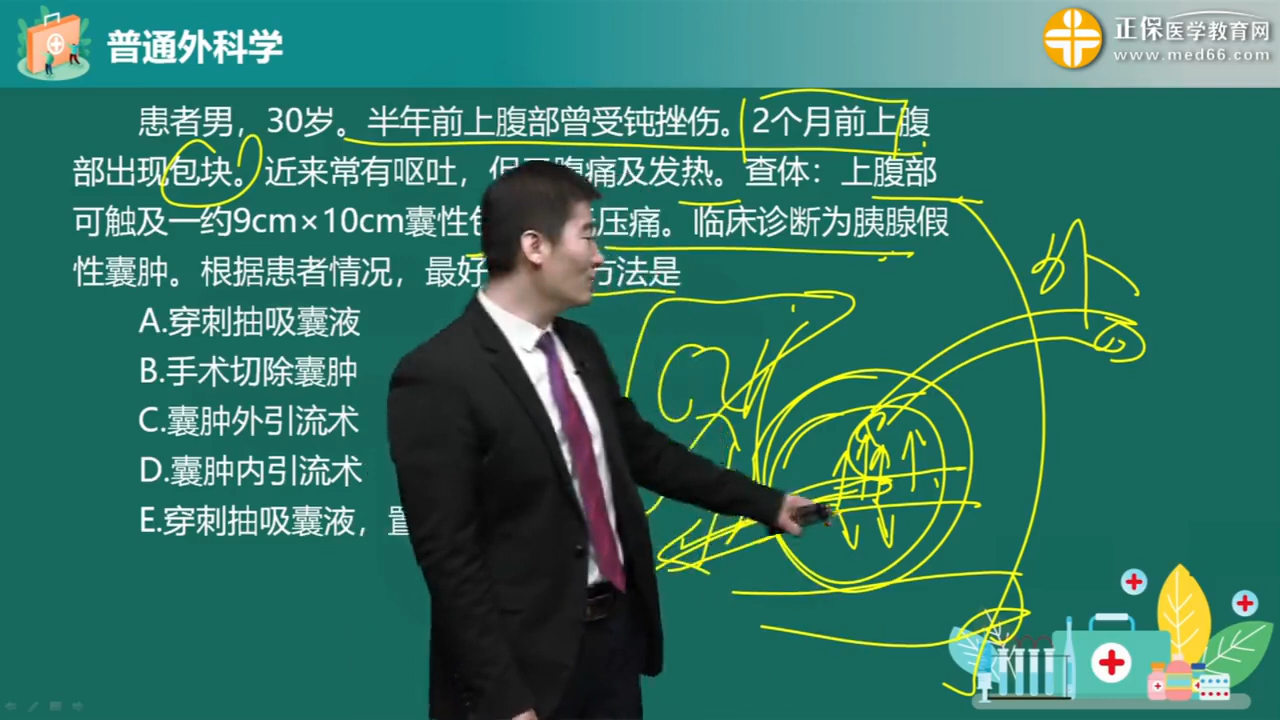 普通外科学
正保医学教育网
www.med66.com
患者男，30岁。半年前上腹部曾受钝挫伤。2个月前上腹
部出现包块。近来常有呕吐，但 腹痛及发热。查体：上腹部
可触及一约9cm×10cm囊性 压痛。临床诊断为胰腺假
性囊肿。根据患者情况，最好 方法是
A.穿刺抽吸囊液
B.手术切除囊肿
C.囊肿外引流术
D.囊肿内引流术
E.穿刺抽吸囊液，置
外